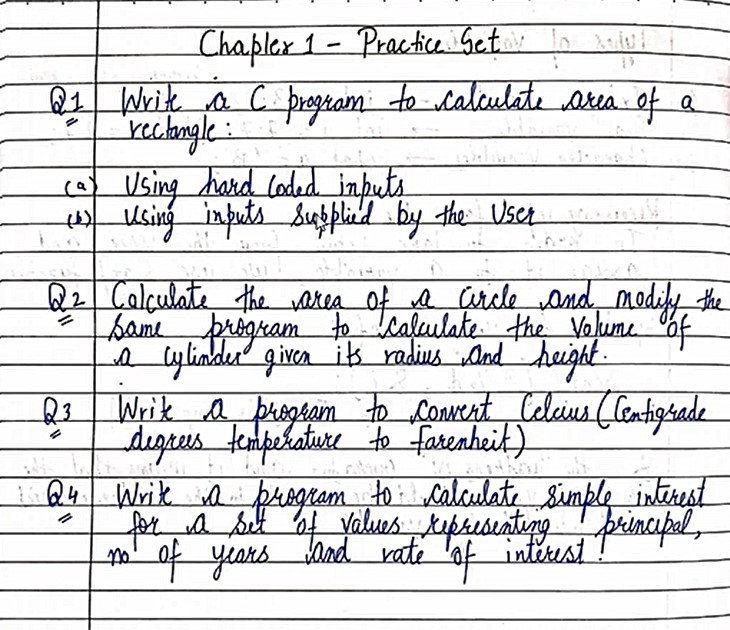 Chapter 1 - Practice Set
Q1 Write a C program to calculate area of a
rectangle:
(a) Using hard coded inputs
(b) Using inputs supplied by the User
Q2 Calculate the area of a Circle and modify the
same program to calculate the Volume of
a cylinder given its radius and height.
Q3 Write a program to convert Celcius (Centigrade
degrees temperature to farenheit)
Q4 Write a program to calculate simple interest
for a set of values representing principal,
no of years and rate of interest!